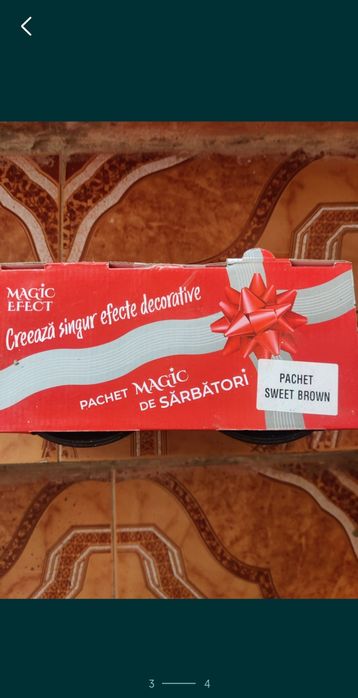 MAGIC
EFECT
Creează singur efecte decorative
PACHET MAGIC
DE SĂRBĂTORI
PACHET
SWEET BROWN
3
4